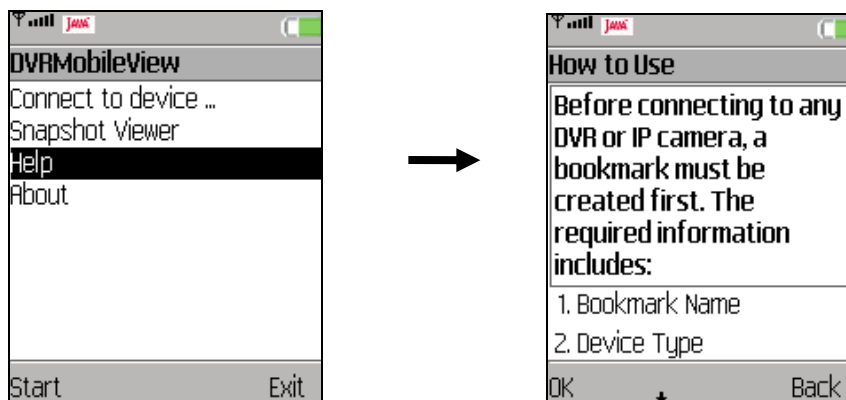 JAVA
DVRMobileView
Connect to device ...
Snapshot Viewer
Help
About
Start Exit
JAVA
How to Use
Before connecting to any
DVR or IP camera, a
bookmark must be
created first. The
required information
includes:
1. Bookmark Name
2. Device Type
OK Back